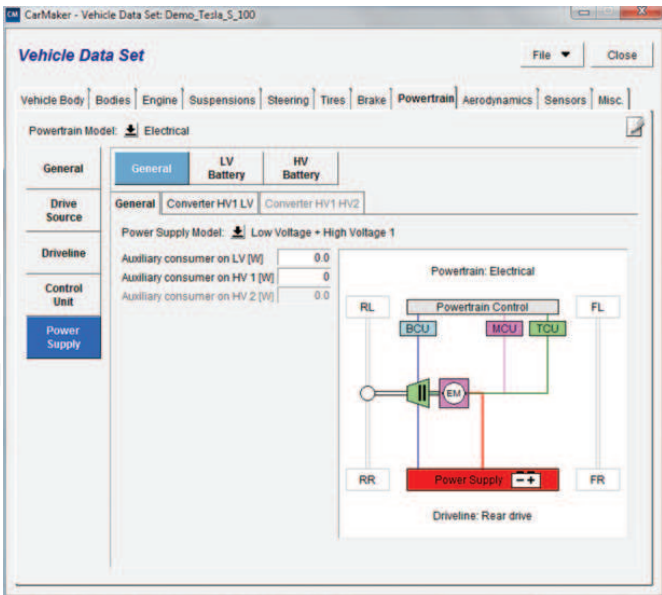 CM CarMaker - Vehicle Data Set: Demo_Tesla_S_100
Vehicle Data Set
File Close
Vehicle Body Bodies Engine Suspensions Steering Tires Brake Powertrain Aerodynamics Sensors Misc.
Powertrain Model: Electrical
General
Drive
Source
Driveline
Control
Unit
Power
Supply
General
LV
Battery
HV
Battery
General Converter HV1 LV Converter HV1 HV2
Power Supply Model: Low Voltage + High Voltage 1
Auxiliary consumer on LV [W] 0.0
Auxiliary consumer on HV 1 [W] 0
Auxiliary consumer on HV 2 [W] 0.0
Powertrain: Electrical
RL Powertrain Control FL
BCU MCU TCU
EM
RR Power Supply FR
Driveline: Rear drive